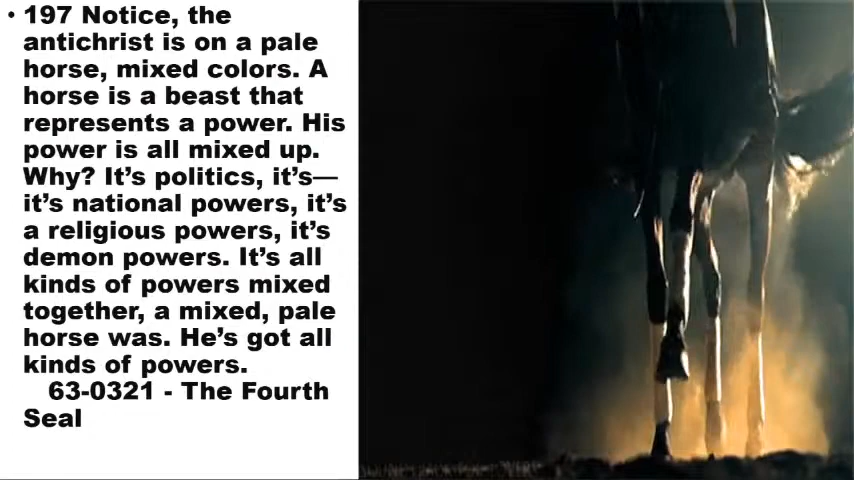 • 197 Notice, the
antichrist is on a pale
horse, mixed colors. A
horse is a beast that
represents a power. His
power is all mixed up.
Why? It’s politics, it’s—
it’s national powers, it’s
a religious powers, it’s
demon powers. It’s all
kinds of powers mixed
together, a mixed, pale
horse was. He’s got all
kinds of powers.
63-0321 - The Fourth
Seal